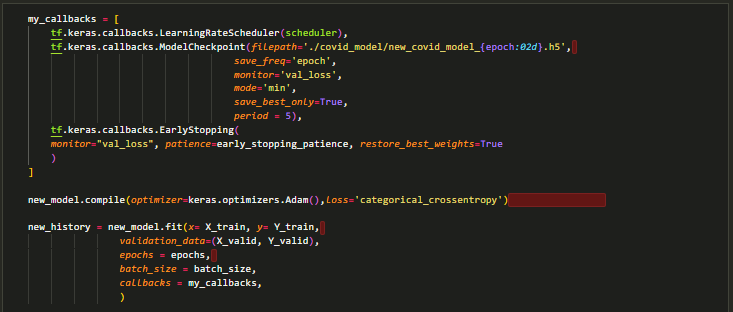 my_callbacks = [
    tf.keras.callbacks.LearningRateScheduler(scheduler),
    tf.keras.callbacks.ModelCheckpoint(filepath='./covid_model/new_covid_model_{epoch:02d}.h5',
                                    save_freq='epoch',
                                    monitor='val_loss',
                                    mode='min',
                                    save_best_only=True,
                                    period = 5),
    tf.keras.callbacks.EarlyStopping(
    monitor="val_loss", patience=early_stopping_patience, restore_best_weights=True
    )
]
new_model.compile(optimizer=keras.optimizers.Adam(),loss='categorical_crossentropy')
new_history = new_model.fit(x= X_train, y= Y_train,
                validation_data=(X_valid, Y_valid),
                epochs = epochs,
                batch_size = batch_size,
                callbacks = my_callbacks,
                )